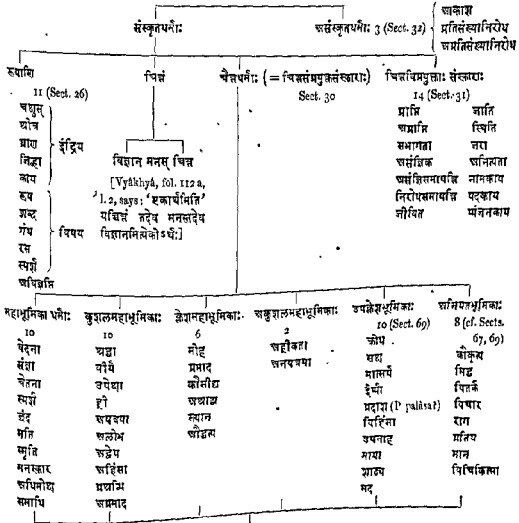 संस्कृतधर्माः
असंस्कृतधर्माः 3 (Sect. 32)
आकाश
प्रतिसंख्यानिरोध
अप्रतिसंख्यानिरोध
रूपाणि
11 (Sect. 26)
चक्षुस्
श्रोत्र
घ्राण
जिह्वा
काय
इंद्रिय
रूप
शब्द
गंध
रस
स्पर्श
विषय
अविज्ञप्ति
चित्तं
विज्ञान मनस् चित्त
[Vyâkhyâ, fol. 112 a,
l. 2, says: 'एकार्थमिति'
यच्चित्तं तदेव मनस्तदेव
विज्ञानमित्येकोऽर्थः]
चैत्तधर्माः (= चित्तसंप्रयुक्तसंस्काराः)
Sect. 30
चित्तविप्रयुक्ताः संस्काराः
14 (Sect. 31)
प्राप्ति जाति
अप्राप्ति स्थिति
सभागता जरा
असंज्ञिक अनित्यता
असंज्ञिसमापत्ति नामकाय
निरोधसमापत्ति पदकाय
जीवित व्यंजनकाय
महाभूमिका धर्माः
10
वेदना
संज्ञा
चेतना
स्पर्श
छंद
मति
स्मृति
मनस्कार
अधिमोक्ष
समाधि
कुशलमहाभूमिकाः
10
श्रद्धा
वीर्य
उपेक्षा
ह्री
अपत्रपा
अलोभ
अद्वेष
अहिंसा
प्रश्रब्धि
अप्रमाद
क्लेशमहाभूमिकाः
6
मोह
प्रमाद
कौसीद्य
अश्राद्ध्य
स्त्यान
औद्धत्य
अकुशलमहाभूमिकाः
2
अह्रीकता
अनपत्रपा
उपक्लेशभूमिकाः
10 (Sect. 69)
क्रोध
म्रक्ष
मात्सर्य
ईर्ष्या
प्रदाश (P palâsa?)
विहिंसा
उपनाह
माया
शाठ्य
मद
अनियतभूमिकाः
8 (cf. Sects.
67, 69)
कौकृत्य
मिद्ध
वितर्क
विचार
राग
प्रतिघ
मान
विचिकित्सा